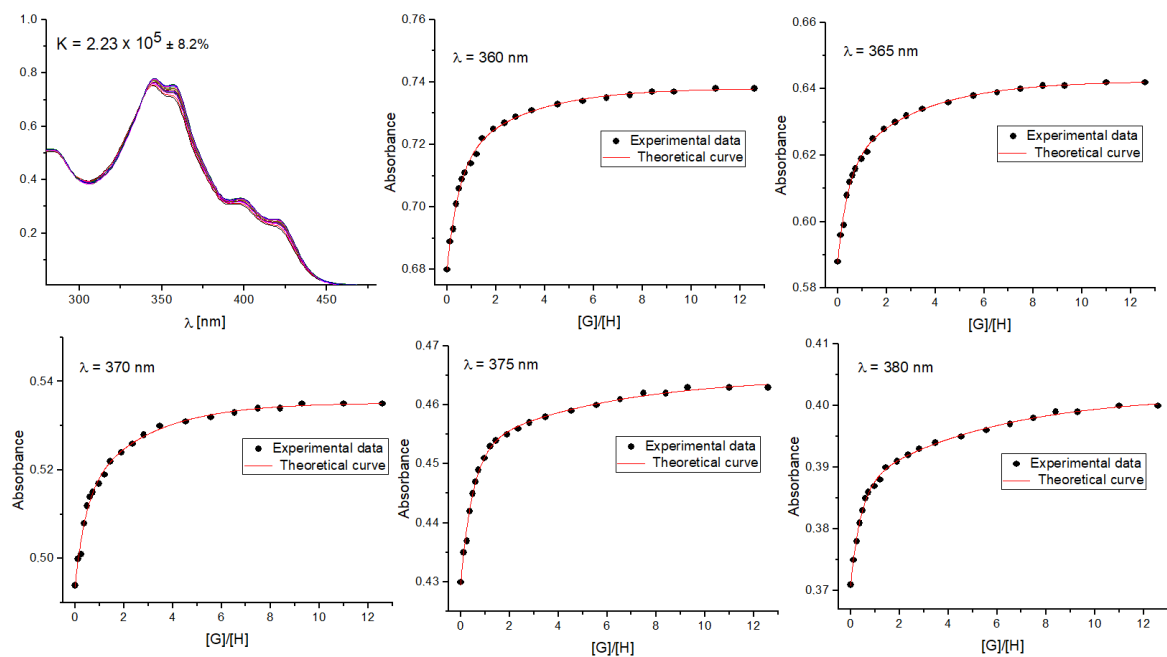 K = 2.23 x 10⁵ ± 8.2%
1.0
0.8
0.6
0.4
0.2
300 350 400 450
λ [nm]
λ = 360 nm
Absorbance
0.74
0.72
0.70
0.68
Experimental data
Theoretical curve
0 2 4 6 8 10 12
[G]/[H]
λ = 365 nm
Absorbance
0.64
0.62
0.60
0.58
Experimental data
Theoretical curve
0 2 4 6 8 10 12
[G]/[H]
λ = 370 nm
Absorbance
0.54
0.52
0.50
Experimental data
Theoretical curve
0 2 4 6 8 10 12
[G]/[H]
λ = 375 nm
Absorbance
0.47
0.46
0.45
0.44
0.43
Experimental data
Theoretical curve
0 2 4 6 8 10 12
[G]/[H]
λ = 380 nm
Absorbance
0.41
0.40
0.39
0.38
0.37
Experimental data
Theoretical curve
0 2 4 6 8 10 12
[G]/[H]